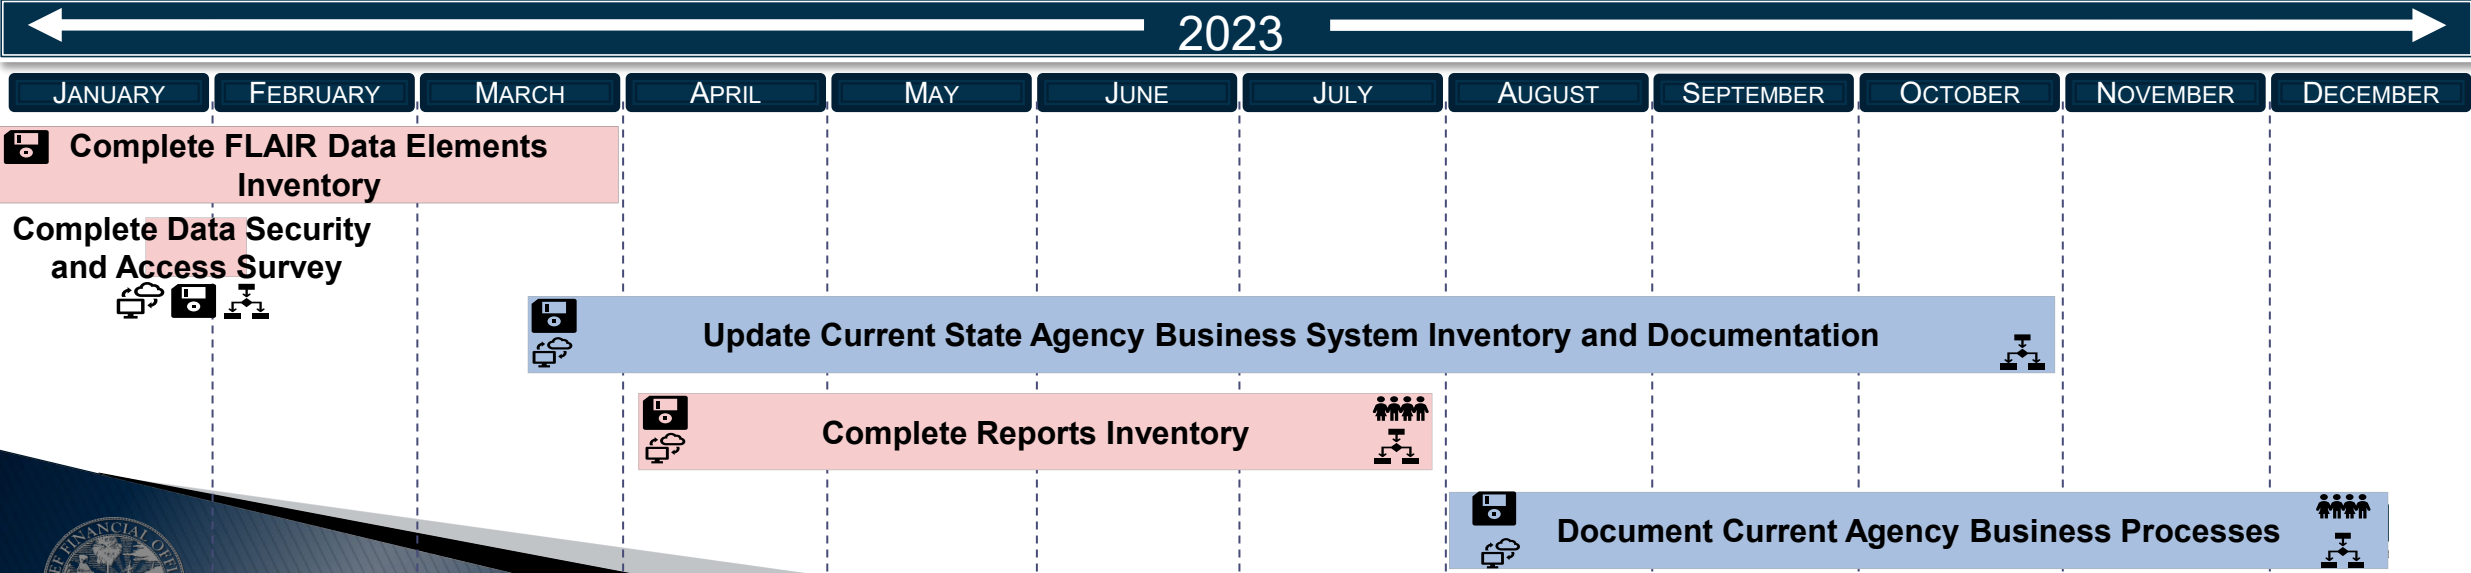 2023
JANUARY FEBRUARY MARCH APRIL MAY JUNE JULY AUGUST SEPTEMBER OCTOBER NOVEMBER DECEMBER
Complete FLAIR Data Elements
Inventory
Complete Data Security
and Access Survey
Update Current State Agency Business System Inventory and Documentation
Complete Reports Inventory
Document Current Agency Business Processes
FINANCIAL